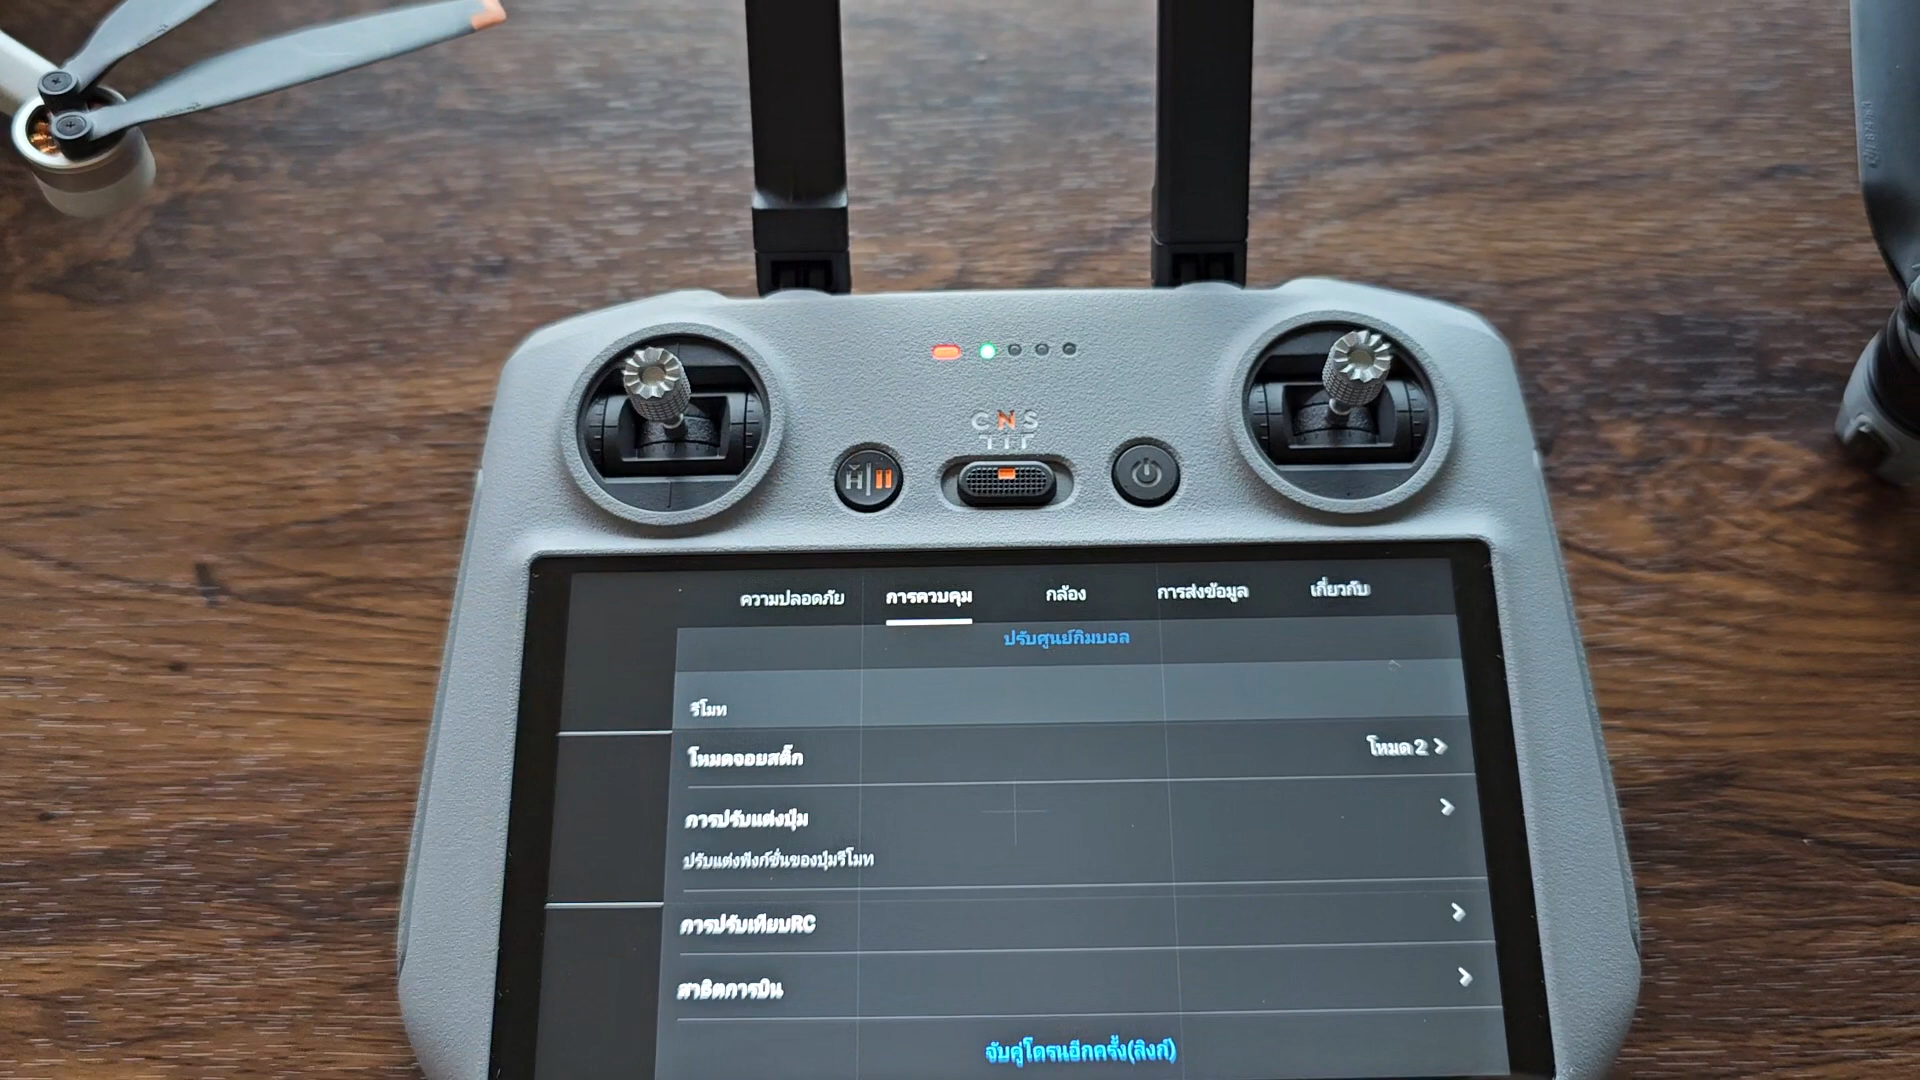 C N S
H
ความปลอดภัย การควบคุม กล้อง การส่งข้อมูล เกี่ยวกับ
ปรับศูนย์กิมบอล
รีโมท
โหมดจอยสติ๊ก โหมด 2
การปรับแต่งปุ่ม
ปรับแต่งฟังก์ชั่นของปุ่มรีโมท
การปรับเทียบRC
สาธิตการบิน
จับคู่โดรนอีกครั้ง(ลิงก์)